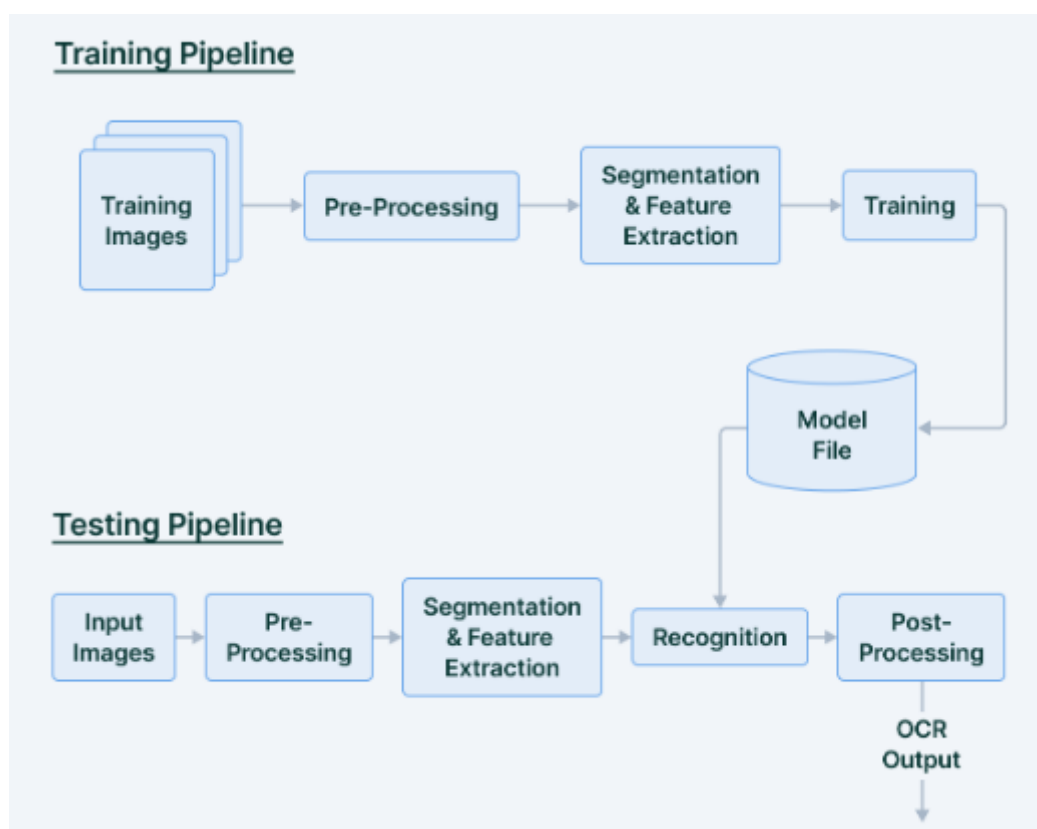 Training Pipeline
Training
Images
Pre-Processing
Segmentation
& Feature
Extraction
Training
Model
File
Testing Pipeline
Input
Images
Pre-
Processing
Segmentation
& Feature
Extraction
Recognition
Post-
Processing
OCR
Output